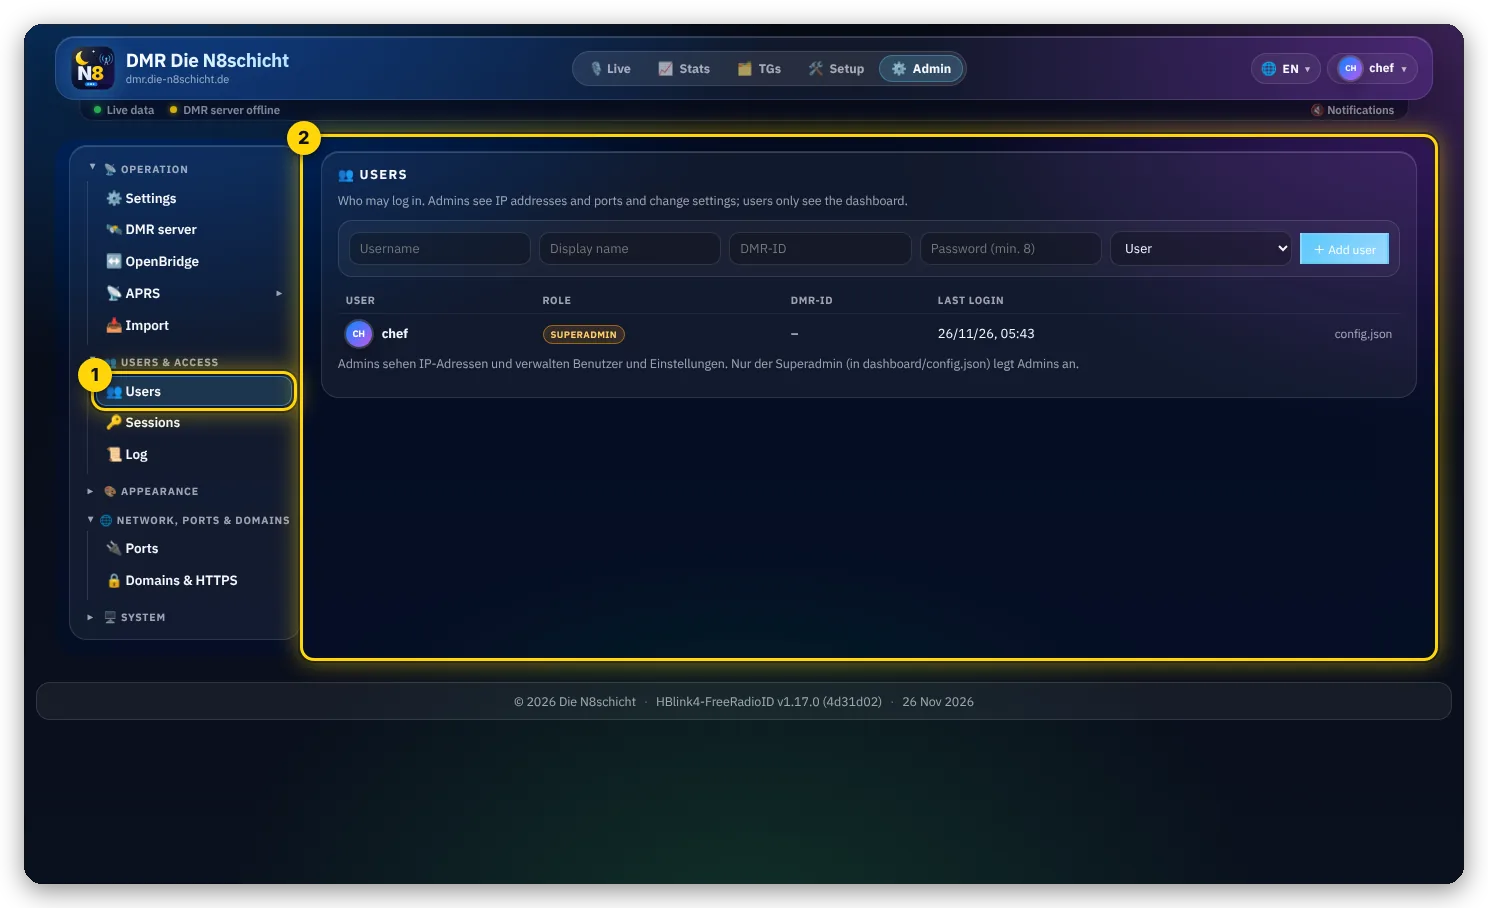 DMR Die N8schicht
dmr.die-n8schicht.de
N8
Live
Stats
TGs
Setup
Admin
EN
CH
chef
Live data
DMR server offline
Notifications
OPERATION
Settings
DMR server
OpenBridge
APRS
Import
USERS & ACCESS
1
Users
Sessions
Log
APPEARANCE
NETWORK, PORTS & DOMAINS
Ports
Domains & HTTPS
SYSTEM
2
USERS
Who may log in. Admins see IP addresses and ports and change settings; users only see the dashboard.
Username
Display name
DMR-ID
Password (min. 8)
User
+ Add user
USER ROLE DMR-ID LAST LOGIN
CH chef SUPERADMIN – 26/11/26, 05:43 config.json
Admins sehen IP-Adressen und verwalten Benutzer und Einstellungen. Nur der Superadmin (in dashboard/config.json) legt Admins an.
© 2026 Die N8schicht · HBlink4-FreeRadioID v1.17.0 (4d31d02) · 26 Nov 2026